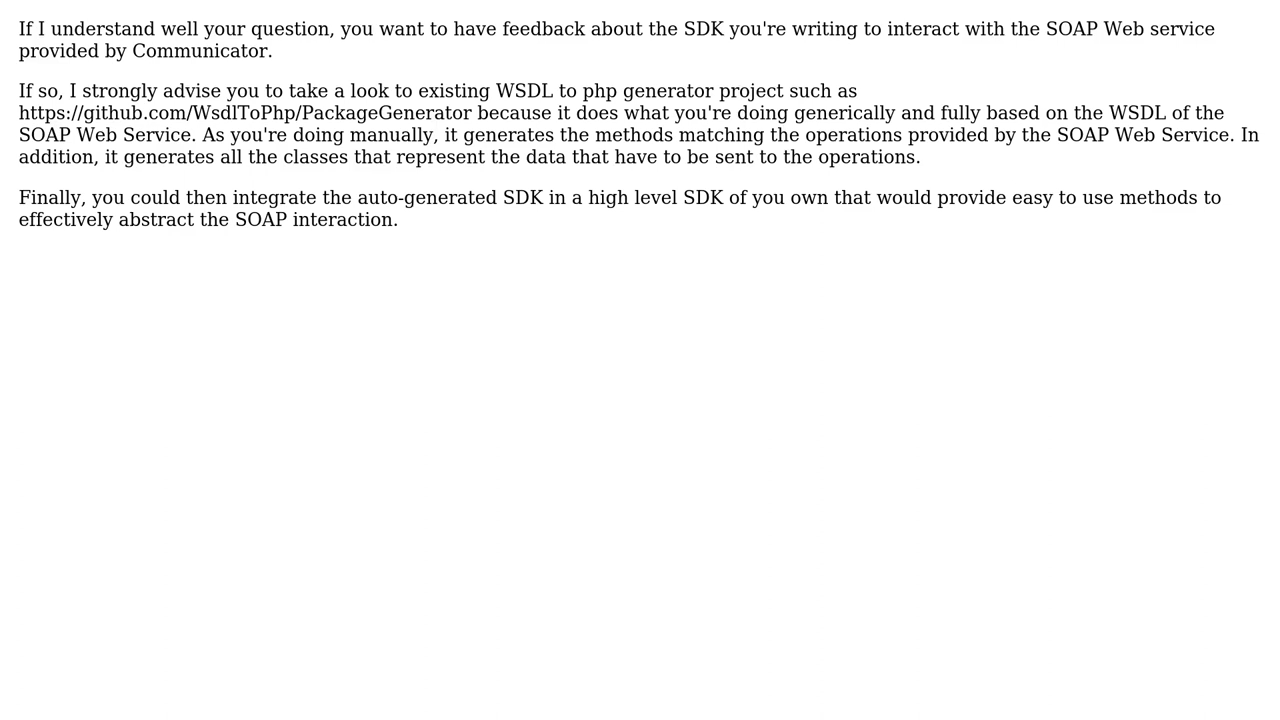 If I understand well your question, you want to have feedback about the SDK you're writing to interact with the SOAP Web service
provided by Communicator.
If so, I strongly advise you to take a look to existing WSDL to php generator project such as
https://github.com/WsdlToPhp/PackageGenerator because it does what you're doing generically and fully based on the WSDL of the
SOAP Web Service. As you're doing manually, it generates the methods matching the operations provided by the SOAP Web Service. In
addition, it generates all the classes that represent the data that have to be sent to the operations.
Finally, you could then integrate the auto-generated SDK in a high level SDK of you own that would provide easy to use methods to
effectively abstract the SOAP interaction.